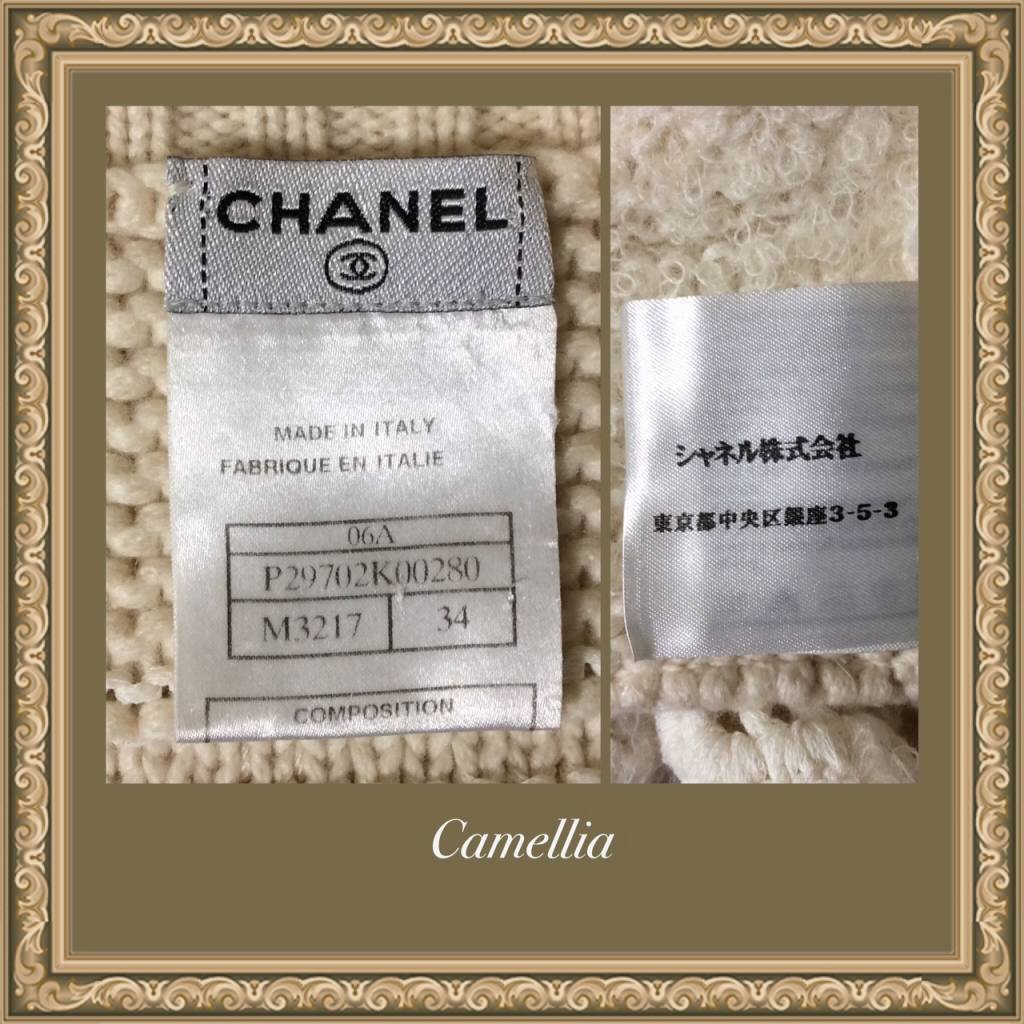 CHANEL
MADE IN ITALY
FABRIQUE EN ITALIE
06A
P29702K00280
M3217 34
COMPOSITION
シャネル株式会社
東京都中央区銀座3-5-3
Camellia